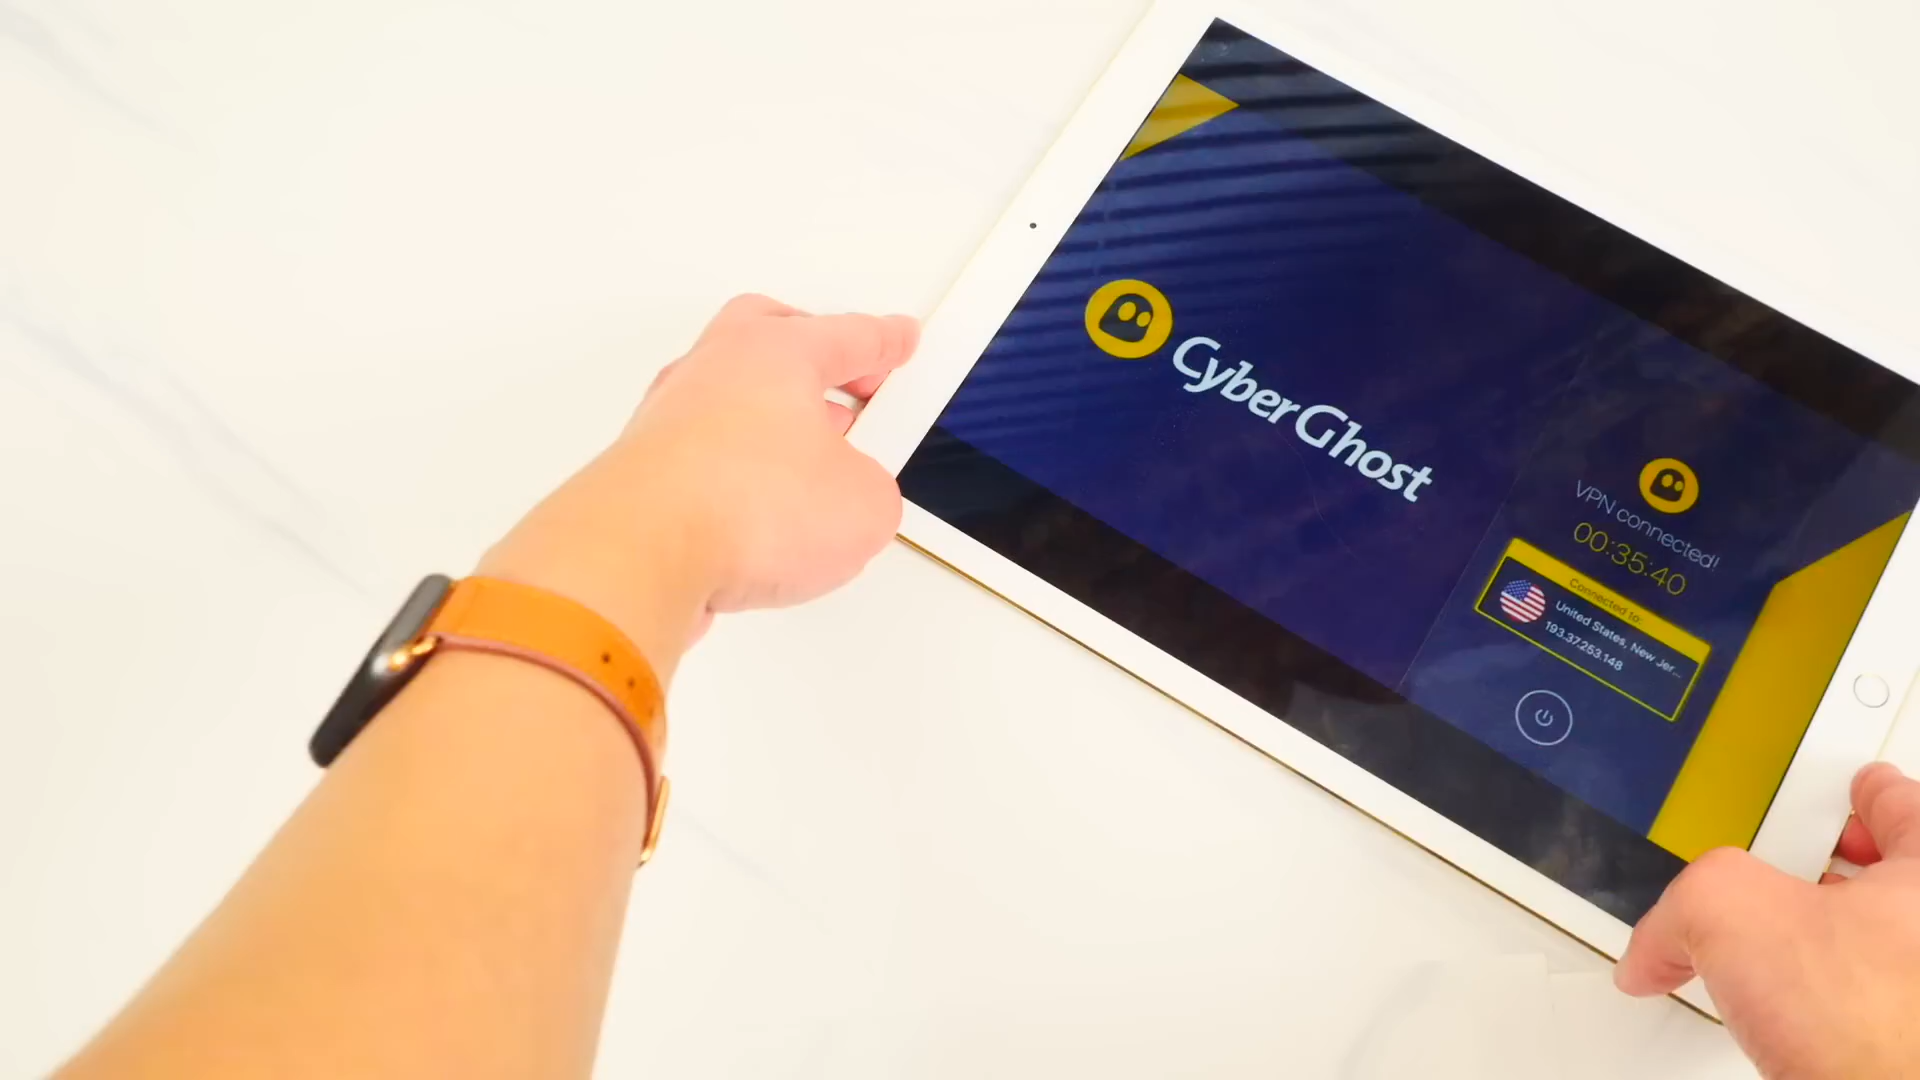 CyberGhost
VPN connected!
00:35:40
Connected to:
United States, New Jer...
193.37.253.148